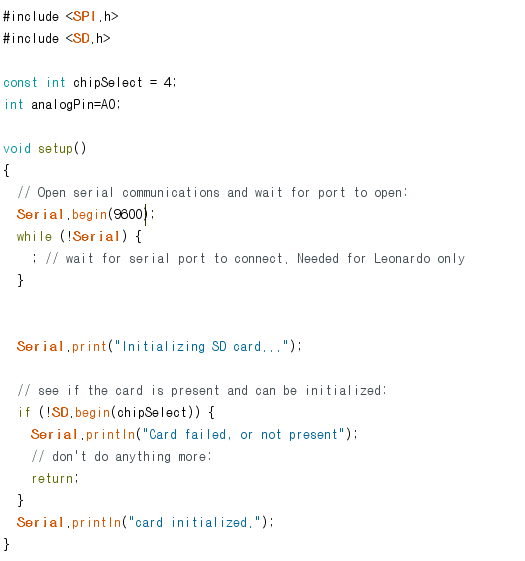 #include <SPI.h>
#include <SD.h>

const int chipSelect = 4;
int analogPin=A0;

void setup()
{
  // Open serial communications and wait for port to open:
  Serial.begin(9600);
  while (!Serial) {
    ; // wait for serial port to connect. Needed for Leonardo only
  }


  Serial.print("Initializing SD card...");

  // see if the card is present and can be initialized:
  if (!SD.begin(chipSelect)) {
    Serial.println("Card failed, or not present");
    // don't do anything more:
    return;
  }
  Serial.println("card initialized.");
}